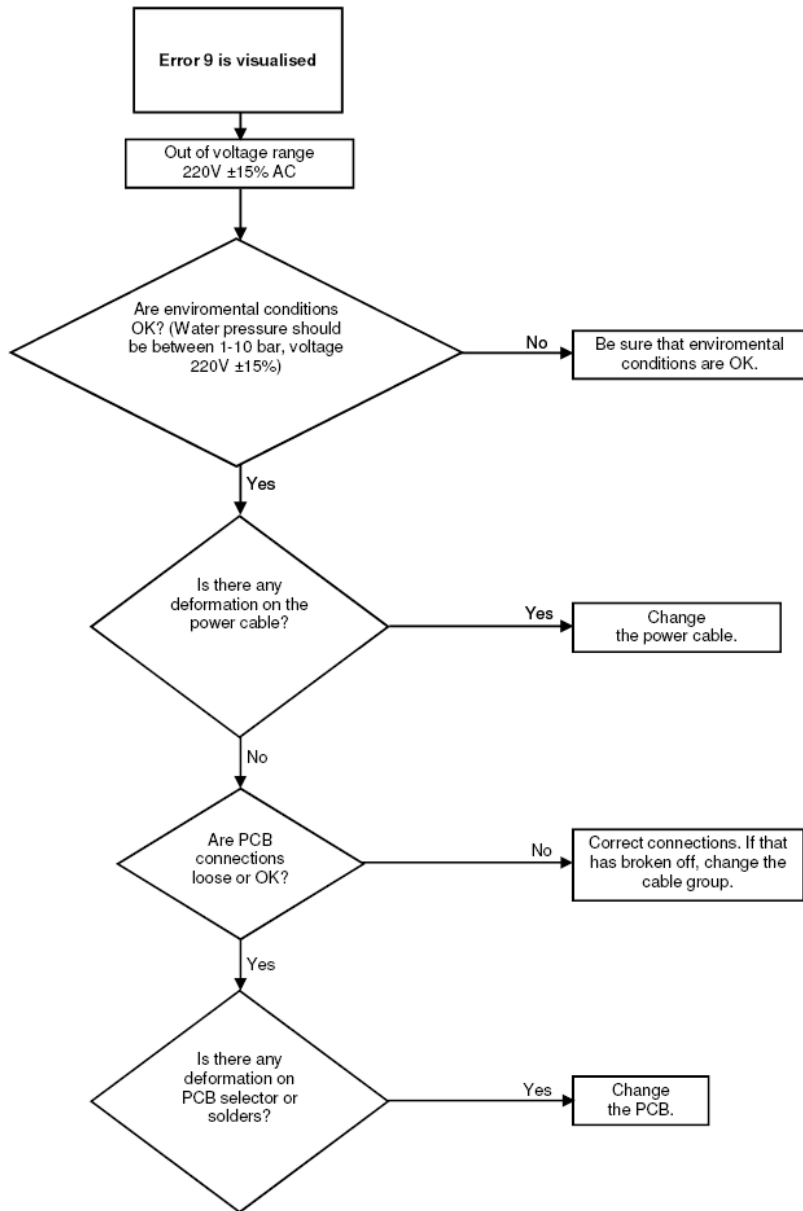 Error 9 is visualised
Out of voltage range
220V ±15% AC
Are enviromental conditions
OK? (Water pressure should
be between 1-10 bar, voltage
220V ±15%)
No
Be sure that enviromental
conditions are OK.
Yes
Is there any
deformation on the
power cable?
Yes
Change
the power cable.
No
Are PCB
connections
loose or OK?
No
Correct connections. If that
has broken off, change the
cable group.
Yes
Is there any
deformation on
PCB selector or
solders?
Yes
Change
the PCB.